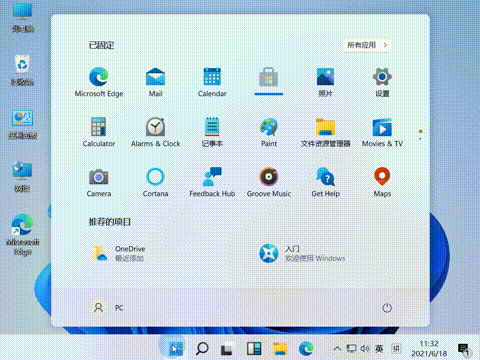 此电脑
回收站
控制面板
网络
Microsoft
Edge
已固定
所有应用 >
Microsoft Edge
Mail
Calendar
照片
设置
Calculator
Alarms & Clock
记事本
Paint
文件资源管理器
Movies & TV
Camera
Cortana
Feedback Hub
Groove Music
Get Help
Maps
推荐的项目
OneDrive
最近添加
入门
欢迎使用 Windows
PC
英
拼
11:32
2021/6/18
1